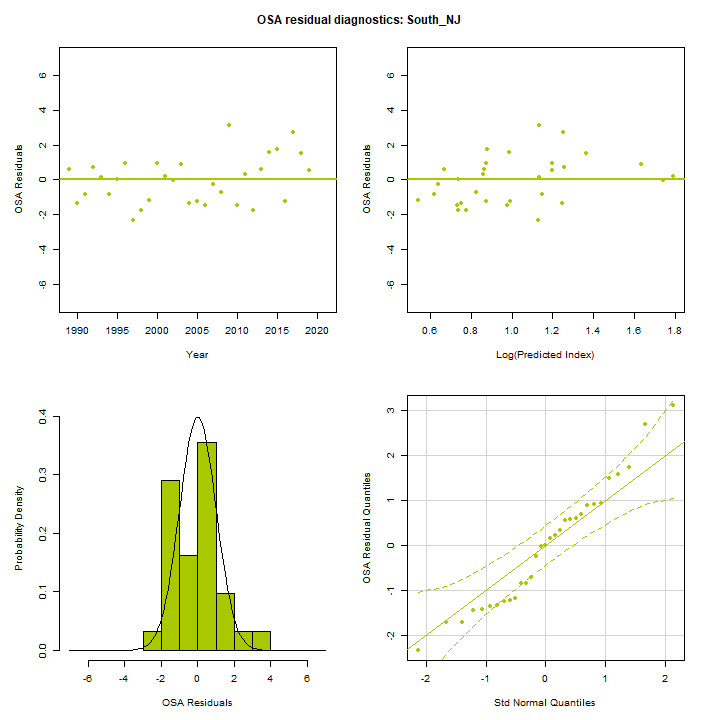 OSA residual diagnostics: South_NJ
OSA Residuals
6
4
2
0
-2
-4
-6
1990 1995 2000 2005 2010 2015 2020
Year
OSA Residuals
6
4
2
0
-2
-4
-6
0.6 0.8 1.0 1.2 1.4 1.6 1.8
Log(Predicted Index)
Probability Density
0.4
0.3
0.2
0.1
0.0
-6 -4 -2 0 2 4 6
OSA Residuals
OSA Residual Quantiles
3
2
1
0
-1
-2
-2 -1 0 1 2
Std Normal Quantiles